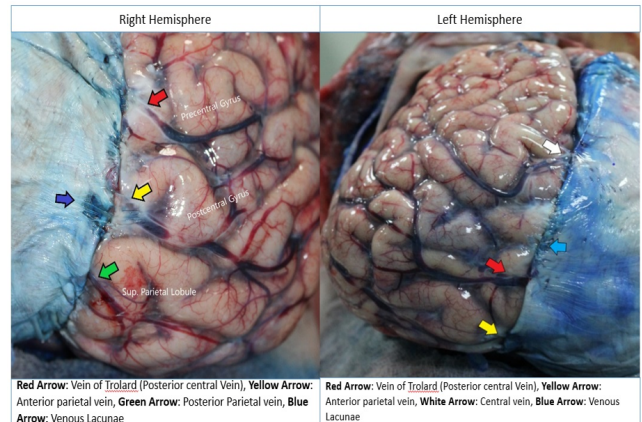 Right Hemisphere
Left Hemisphere
Precentral Gyrus
Postcentral Gyrus
Sup. Parietal Lobule
Red Arrow: Vein of Trolard (Posterior central Vein), Yellow Arrow:
Anterior parietal vein, Green Arrow: Posterior Parietal vein, Blue
Arrow: Venous Lacunae
Red Arrow: Vein of Trolard (Posterior central Vein), Yellow Arrow:
Anterior parietal vein, White Arrow: Central vein, Blue Arrow: Venous
Lacunae